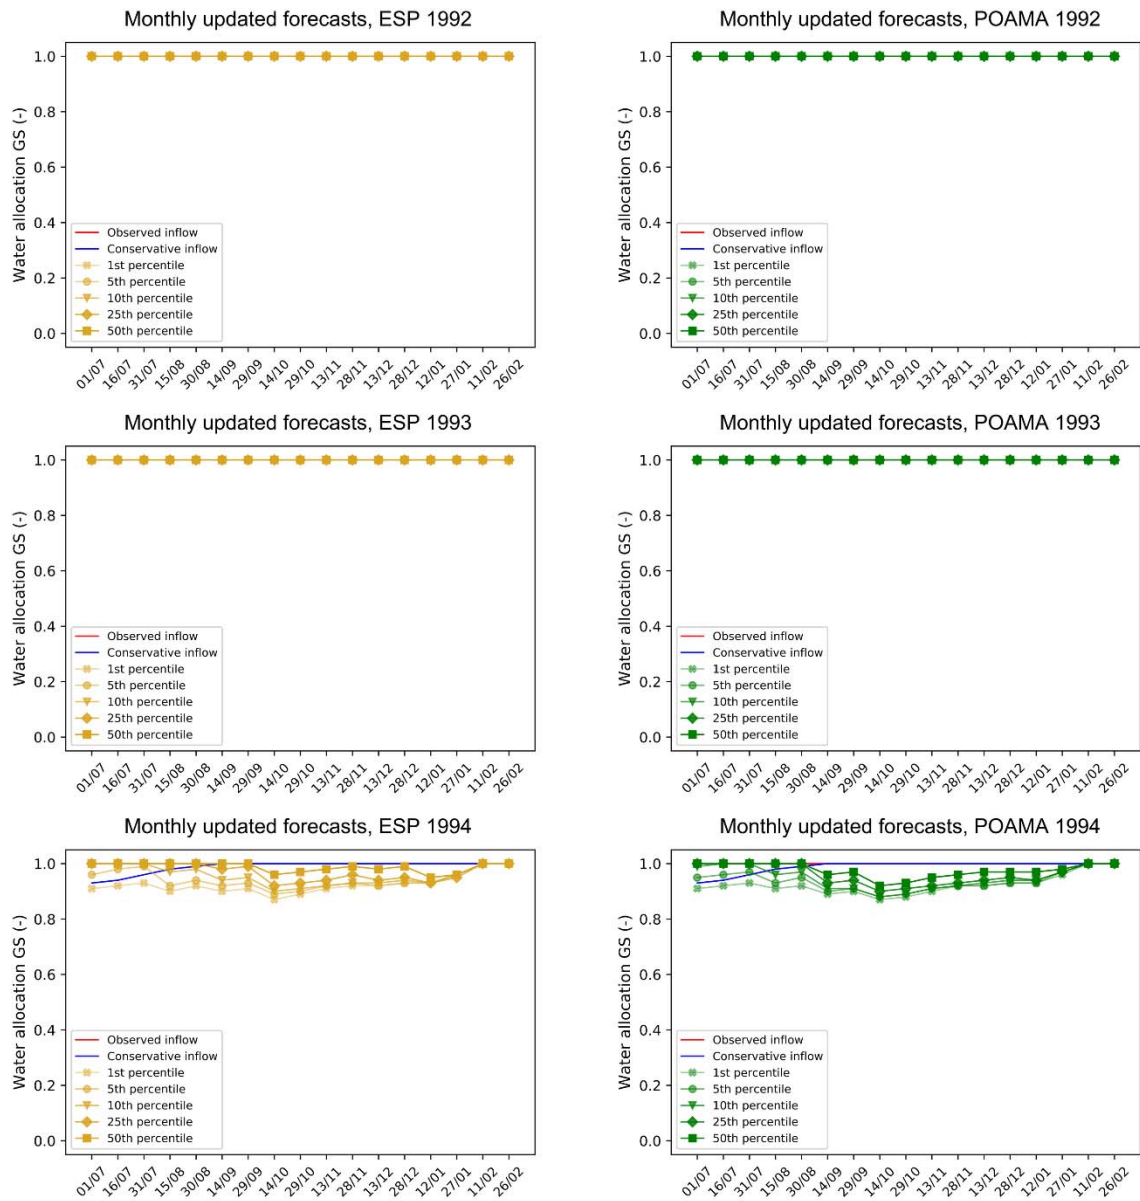 Monthly updated forecasts, ESP 1992
Water allocation GS (-)
1.0
0.8
0.6
0.4
0.2
0.0
Observed inflow
Conservative inflow
1st percentile
5th percentile
10th percentile
25th percentile
50th percentile
01/07 16/07 31/07 15/08 30/08 14/09 29/09 14/10 29/10 13/11 28/11 13/12 28/12 12/01 27/01 11/02 26/02
Monthly updated forecasts, POAMA 1992
Water allocation GS (-)
1.0
0.8
0.6
0.4
0.2
0.0
Observed inflow
Conservative inflow
1st percentile
5th percentile
10th percentile
25th percentile
50th percentile
01/07 16/07 31/07 15/08 30/08 14/09 29/09 14/10 29/10 13/11 28/11 13/12 28/12 12/01 27/01 11/02 26/02
Monthly updated forecasts, ESP 1993
Water allocation GS (-)
1.0
0.8
0.6
0.4
0.2
0.0
Observed inflow
Conservative inflow
1st percentile
5th percentile
10th percentile
25th percentile
50th percentile
01/07 16/07 31/07 15/08 30/08 14/09 29/09 14/10 29/10 13/11 28/11 13/12 28/12 12/01 27/01 11/02 26/02
Monthly updated forecasts, POAMA 1993
Water allocation GS (-)
1.0
0.8
0.6
0.4
0.2
0.0
Observed inflow
Conservative inflow
1st percentile
5th percentile
10th percentile
25th percentile
50th percentile
01/07 16/07 31/07 15/08 30/08 14/09 29/09 14/10 29/10 13/11 28/11 13/12 28/12 12/01 27/01 11/02 26/02
Monthly updated forecasts, ESP 1994
Water allocation GS (-)
1.0
0.8
0.6
0.4
0.2
0.0
Observed inflow
Conservative inflow
1st percentile
5th percentile
10th percentile
25th percentile
50th percentile
01/07 16/07 31/07 15/08 30/08 14/09 29/09 14/10 29/10 13/11 28/11 13/12 28/12 12/01 27/01 11/02 26/02
Monthly updated forecasts, POAMA 1994
Water allocation GS (-)
1.0
0.8
0.6
0.4
0.2
0.0
Observed inflow
Conservative inflow
1st percentile
5th percentile
10th percentile
25th percentile
50th percentile
01/07 16/07 31/07 15/08 30/08 14/09 29/09 14/10 29/10 13/11 28/11 13/12 28/12 12/01 27/01 11/02 26/02